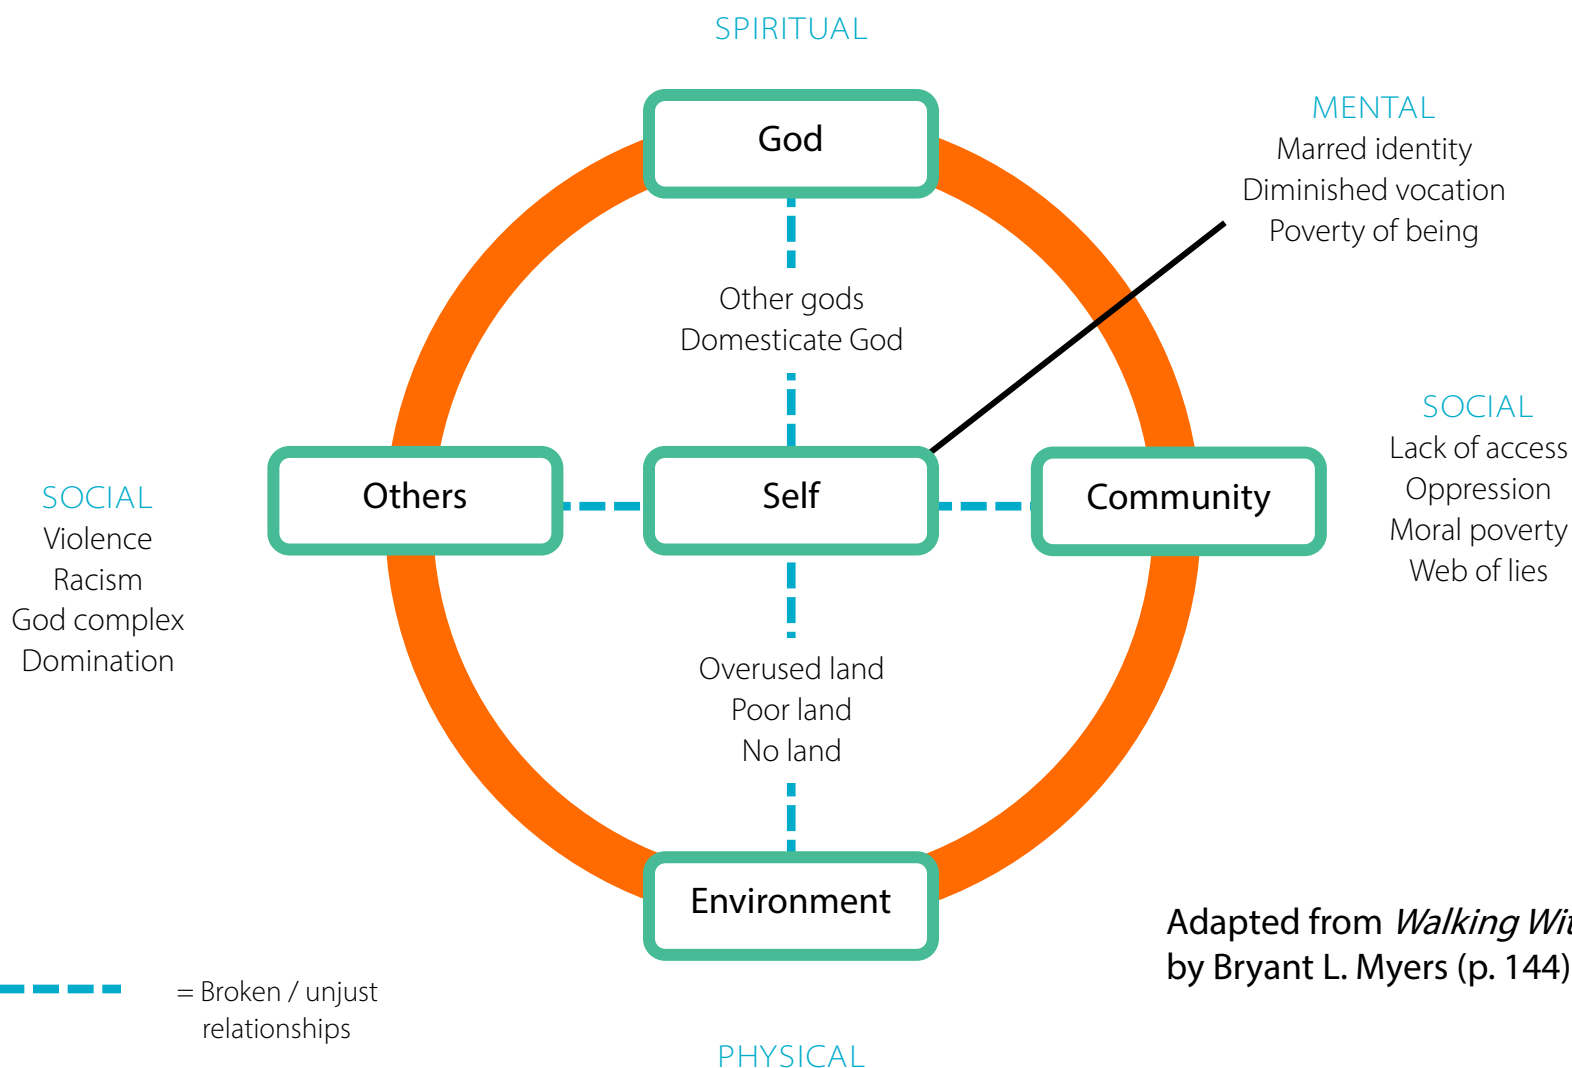 SPIRITUAL
God
MENTAL
Marred identity
Diminished vocation
Poverty of being
Other gods
Domesticate God
SOCIAL
Lack of access
Oppression
Moral poverty
Web of lies
Others
Self
Community
SOCIAL
Violence
Racism
God complex
Domination
Overused land
Poor land
No land
Environment
Adapted from Walking
by Bryant L. Myers (p. 144)
= Broken / unjust
relationships
PHYSICAL